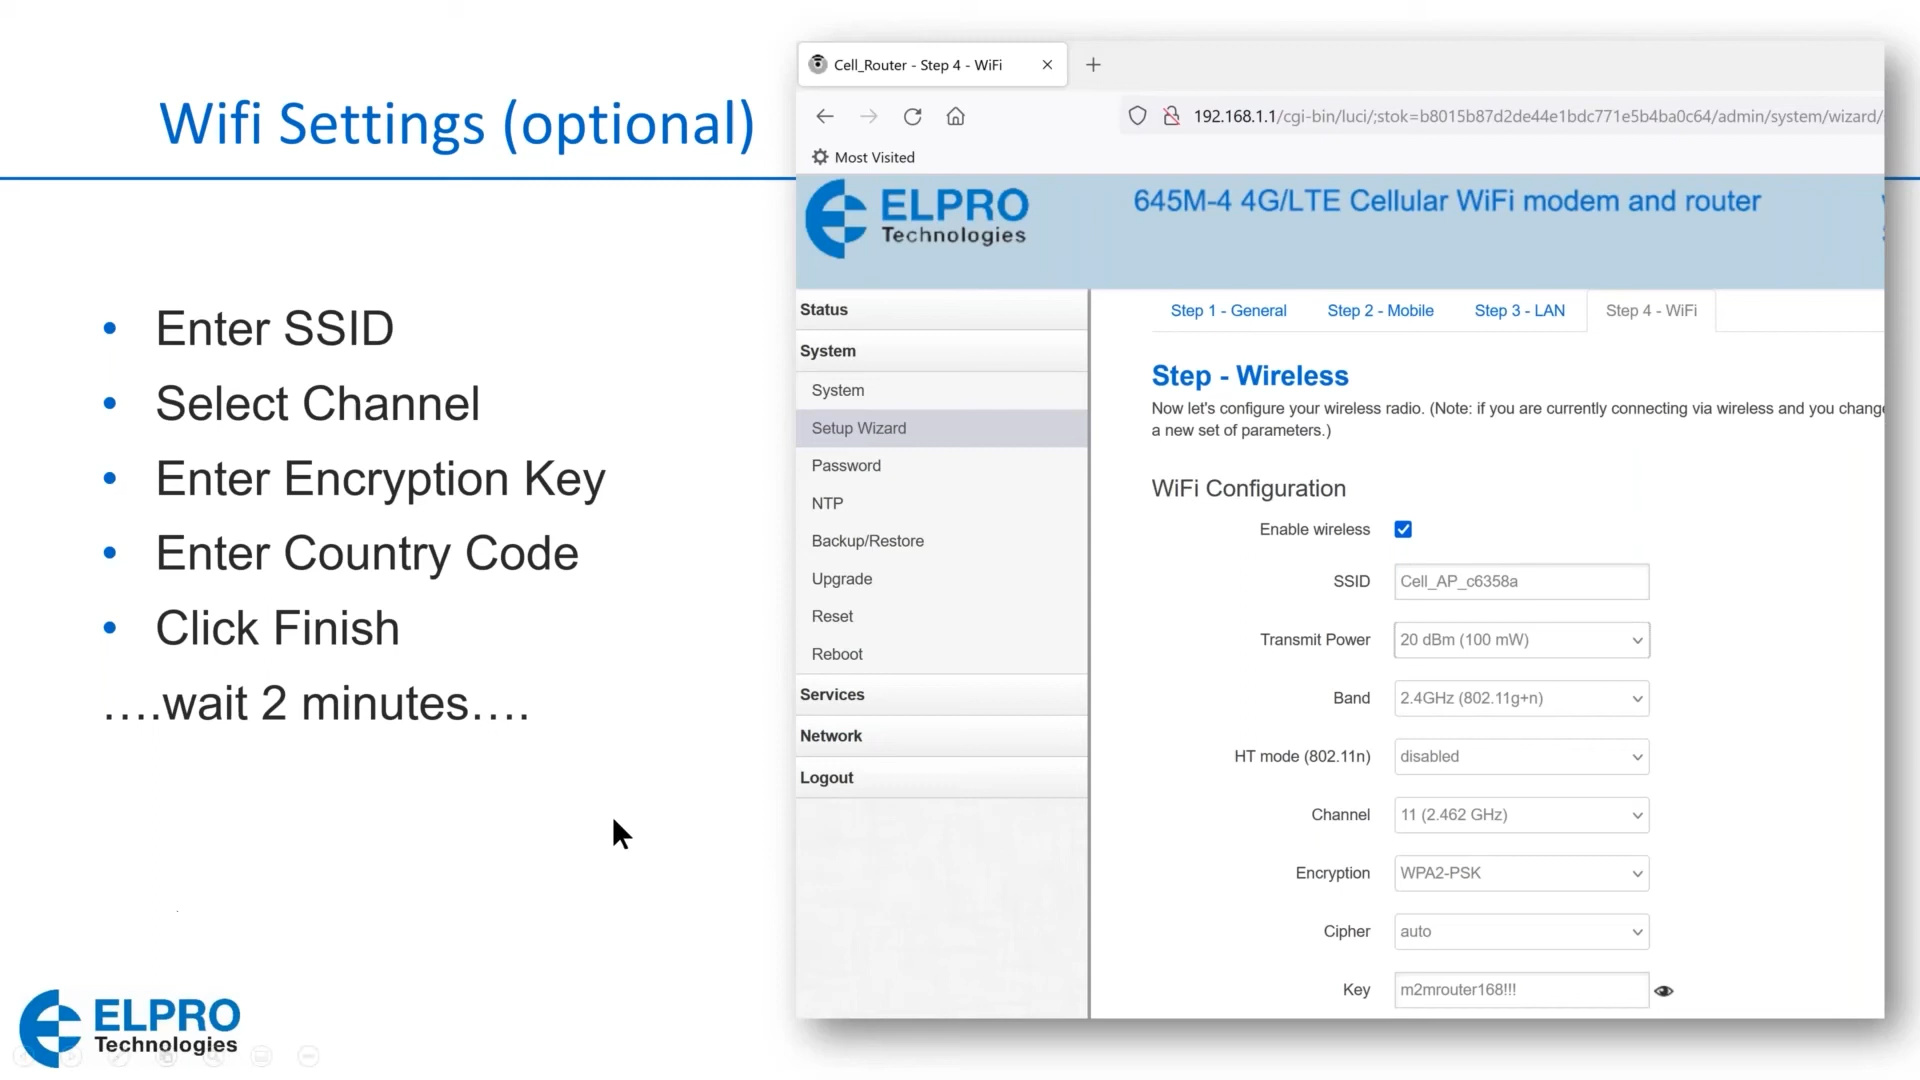 Wifi Settings (optional)
• Enter SSID
• Select Channel
• Enter Encryption Key
• Enter Country Code
• Click Finish
….wait 2 minutes….
ELPRO
Technologies
Cell_Router - Step 4 - WiFi
192.168.1.1/cgi-bin/luci/;stok=b8015b87d2de44e1bdc771e5b4ba0c64/admin/system/wizard/
Most Visited
ELPRO
Technologies
645M-4 4G/LTE Cellular WiFi modem and router
Status
System
System
Setup Wizard
Password
NTP
Backup/Restore
Upgrade
Reset
Reboot
Services
Network
Logout
Step 1 - General Step 2 - Mobile Step 3 - LAN Step 4 - WiFi
Step - Wireless
Now let's configure your wireless radio. (Note: if you are currently connecting via wireless and you change
a new set of parameters.)
WiFi Configuration
Enable wireless
SSID Cell_AP_c6358a
Transmit Power 20 dBm (100 mW)
Band 2.4GHz (802.11g+n)
HT mode (802.11n) disabled
Channel 11 (2.462 GHz)
Encryption WPA2-PSK
Cipher auto
Key m2mrouter168!!!